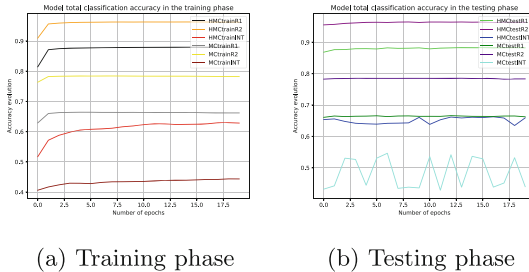 Model total classification accuracy in the training phase
HMCtrainR1
HMCtrainR2
HMCtrainINT
MCtrainR1
MCtrainR2
MCtrainINT
0.9
0.8
0.7
0.6
0.5
0.4
Accuracy evolution
0.0
2.5
5.0
7.5
10.0
12.5
15.0
17.5
Number of epochs
(a) Training phase
Model total classification accuracy in the testing phase
HMCtestR1
HMCtestR2
HMCtestINT
MCtestR1
MCtestR2
MCtestINT
0.9
0.8
0.7
0.6
0.5
Accuracy evolution
0.0
2.5
5.0
7.5
10.0
12.5
15.0
17.5
Number of epochs
(b) Testing phase